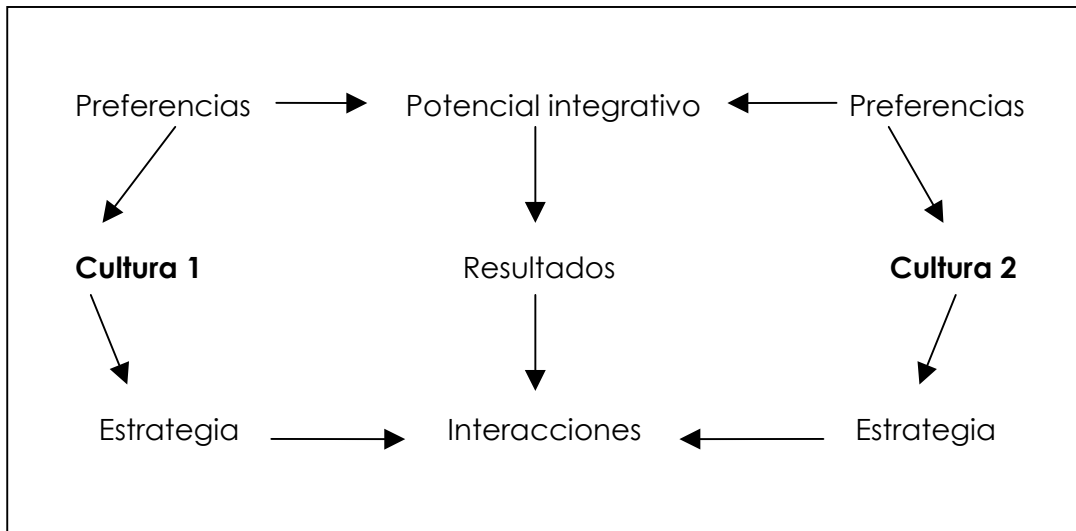 Preferencias Potencial integrativo Preferencias
Cultura 1 Resultados Cultura 2
Estrategia Interacciones Estrategia